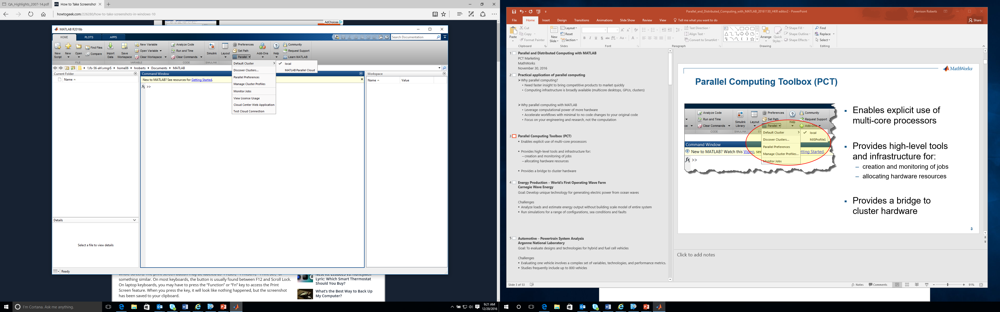 QA_Highlights_2007-14.pdf
How to Take Screenshot
howtogeek.com/226280/how-to-take-screenshots-in-windows-10
AdChoices
MATLAB R2016b
HOME PLOTS APPS
Search Documentation
New Script
New
Open
Find Files
Compare
Import Data
Save Workspace
New Variable
Open Variable
Clear Workspace
Analyze Code
Run and Time
Clear Commands
Simulink
Layout
Preferences
Set Path
Parallel
Add-Ons
Help
Community
Request Support
Learn MATLAB
FILE VARIABLE CODE SIMULINK
Default Cluster
Discover Clusters...
Parallel Preferences
Manage Cluster Profiles
Monitor Jobs
View License Usage
Cloud Center Web Application
Test Cloud Connection
local
MATLAB Parallel Cloud
\\fs-56-ah\vmgr$ home06 hroberts Documents MATLAB
Current Folder
Name
Command Window
New to MATLAB? See resources for Getting Started.
fx >>
Workspace
Name Value
Details
Select a file to view details
Ready
something similar. On most keyboards, the button is usually found between F12 and Scroll Lock.
On laptop keyboards, you may have to press the “Function” or “Fn” key to access the Print
Screen feature. When you press the key, it will look like nothing happened, but the screenshot
has been saved to your clipboard.
Lyric: Which Smart Thermostat
Should You Buy?
What’s the Best Way to Back Up
My Computer?
I'm Cortana. Ask me anything.
9:21 AM
12/20/2016
Parallel_and_Distributed_Computing_with_MATLAB_20161130_HKR editsv2 - PowerPoint
Harrison Roberts
File Home Insert Design Transitions Animations Slide Show Review View Tell me what you want to do
Share
Paste
Cut
Copy
Format Painter
New Slide
Layout
Reset
Section
Text Direction
Align Text
Convert to SmartArt
Arrange
Quick Styles
Shape Fill
Shape Outline
Shape Effects
Find
Replace
Select
Clipboard Slides Font Paragraph Drawing Editing
1 Parallel and Distributed Computing with MATLAB
PCT Marketing
MathWorks
November 30, 2016
2 Practical application of parallel computing
➢Why parallel computing?
• Need faster insight to bring competitive products to market quickly
• Computing infrastructure is broadly available (multicore desktops, GPUs, clusters)
➢Why parallel computing with MATLAB
• Leverage computational power of more hardware
• Accelerate workflows with minimal to no code changes to your original code
• Focus on your engineering and research, not the computation
3 Parallel Computing Toolbox (PCT)
▪ Enables explicit use of multi-core processors
▪ Provides high-level tools and infrastructure for:
– creation and monitoring of jobs
– allocating hardware resources
▪ Provides a bridge to cluster hardware
4 Energy Production – World's First Operating Wave Farm
Carnegie Wave Energy
Goal: Develop unique technology for generating electric power from ocean waves
Challenges
▪ Analyze loads and estimate energy output without building scale model of entire system
▪ Run simulations for a range of configurations, sea conditions and faults
5 Automotive – Powertrain System Analysis
Argonne National Laboratory
Goal: To evaluate designs and technologies for hybrid and fuel cell vehicles
Challenges
▪ Evaluating one vehicle involves a complex set of variables, technologies, and performance metrics.
▪ Studies frequently include up to 800 vehicles
MathWorks
Parallel Computing Toolbox (PCT)
Analyze Code
Run and Time
Clear Commands
Simulink Library
Layout
Preferences
Set Path
Parallel
Help
Community
Request Support
Add-Ons
CODE SIMULINK
Default Cluster
Discover Clusters...
Parallel Preferences
Manage Cluster Profiles...
Monitor Jobs
local
MJSProfile1
Command Window
New to MATLAB? Watch this Video, see
etting Started.
fx >>
▪ Enables explicit use of
multi-core processors
▪ Provides high-level tools
and infrastructure for:
– creation and monitoring of jobs
– allocating hardware resources
▪ Provides a bridge to
cluster hardware
3
Click to add notes
Slide 3 of 53
Notes
Comments
91%